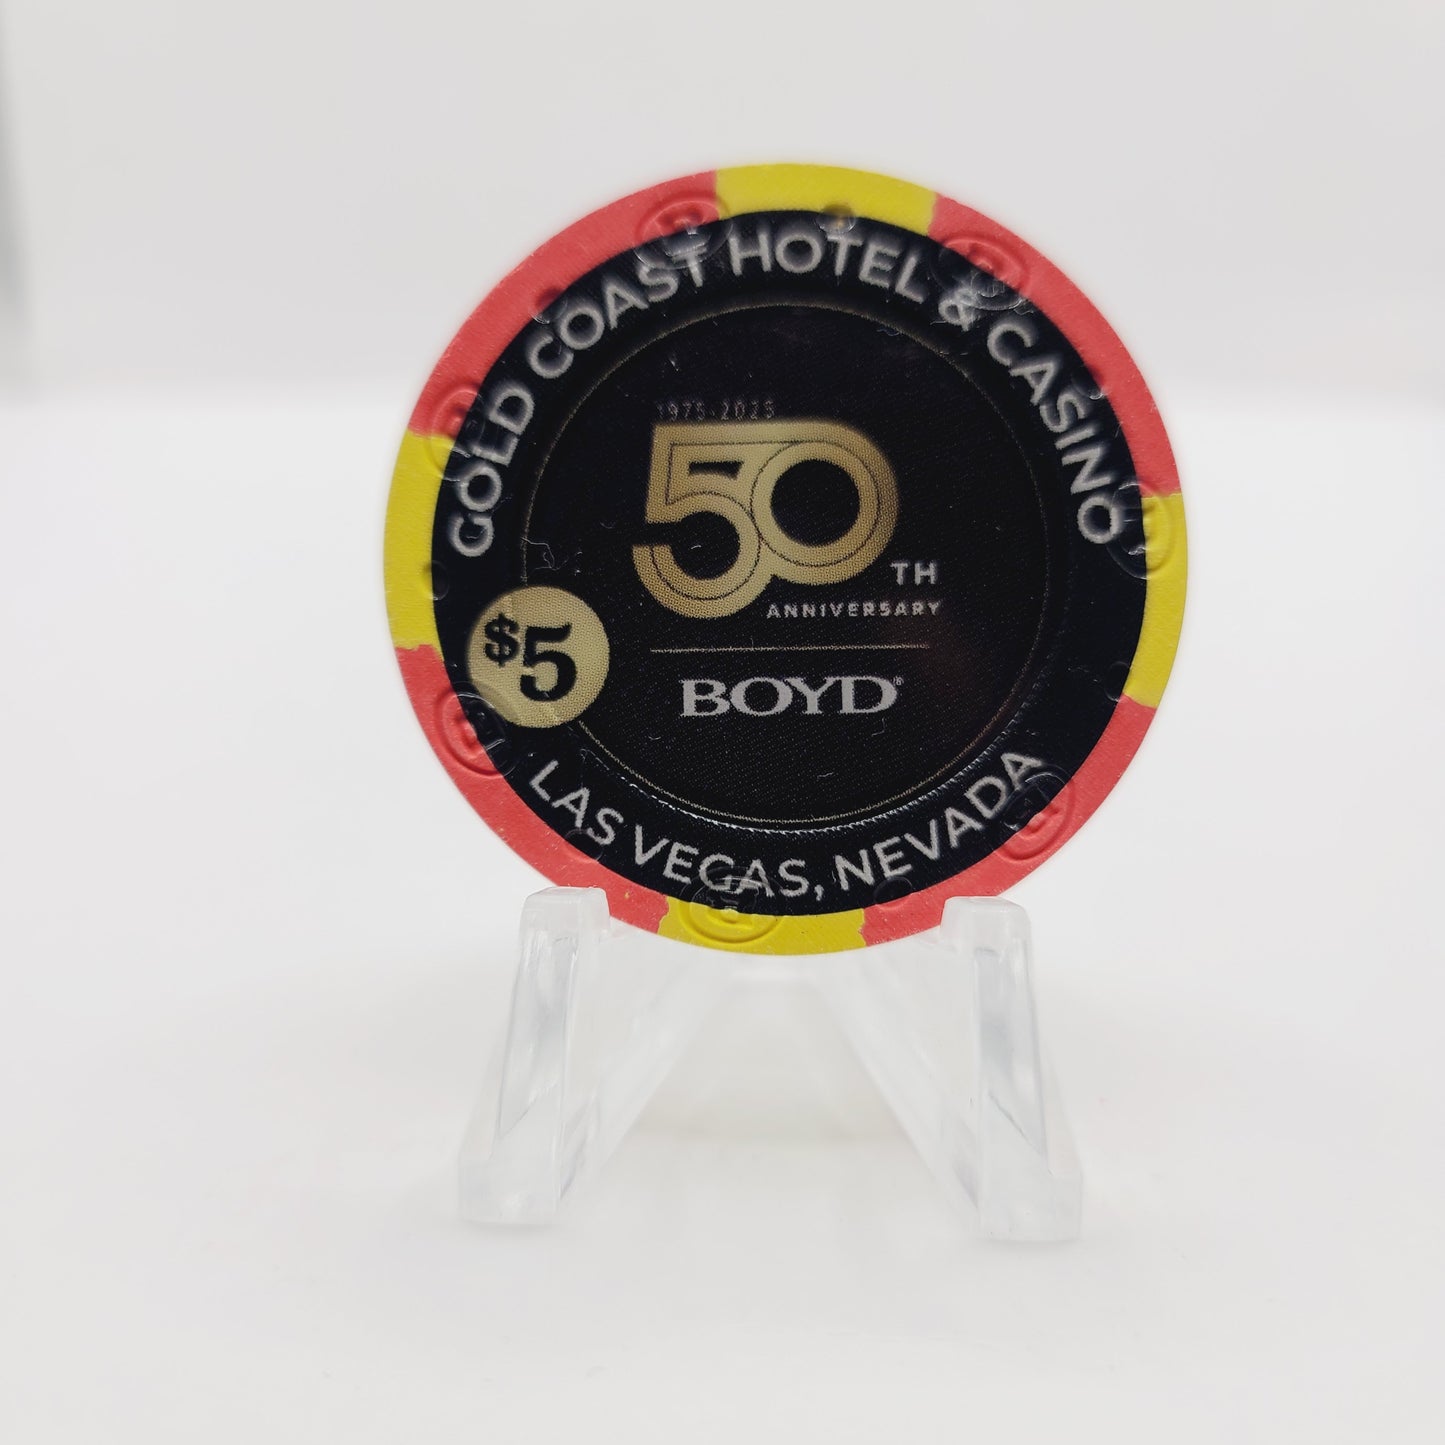 GOLD COAST HOTEL & CASINO
1975-2025
50
TH
ANNIVERSARY
$5
BOYD®
LAS VEGAS, NEVADA